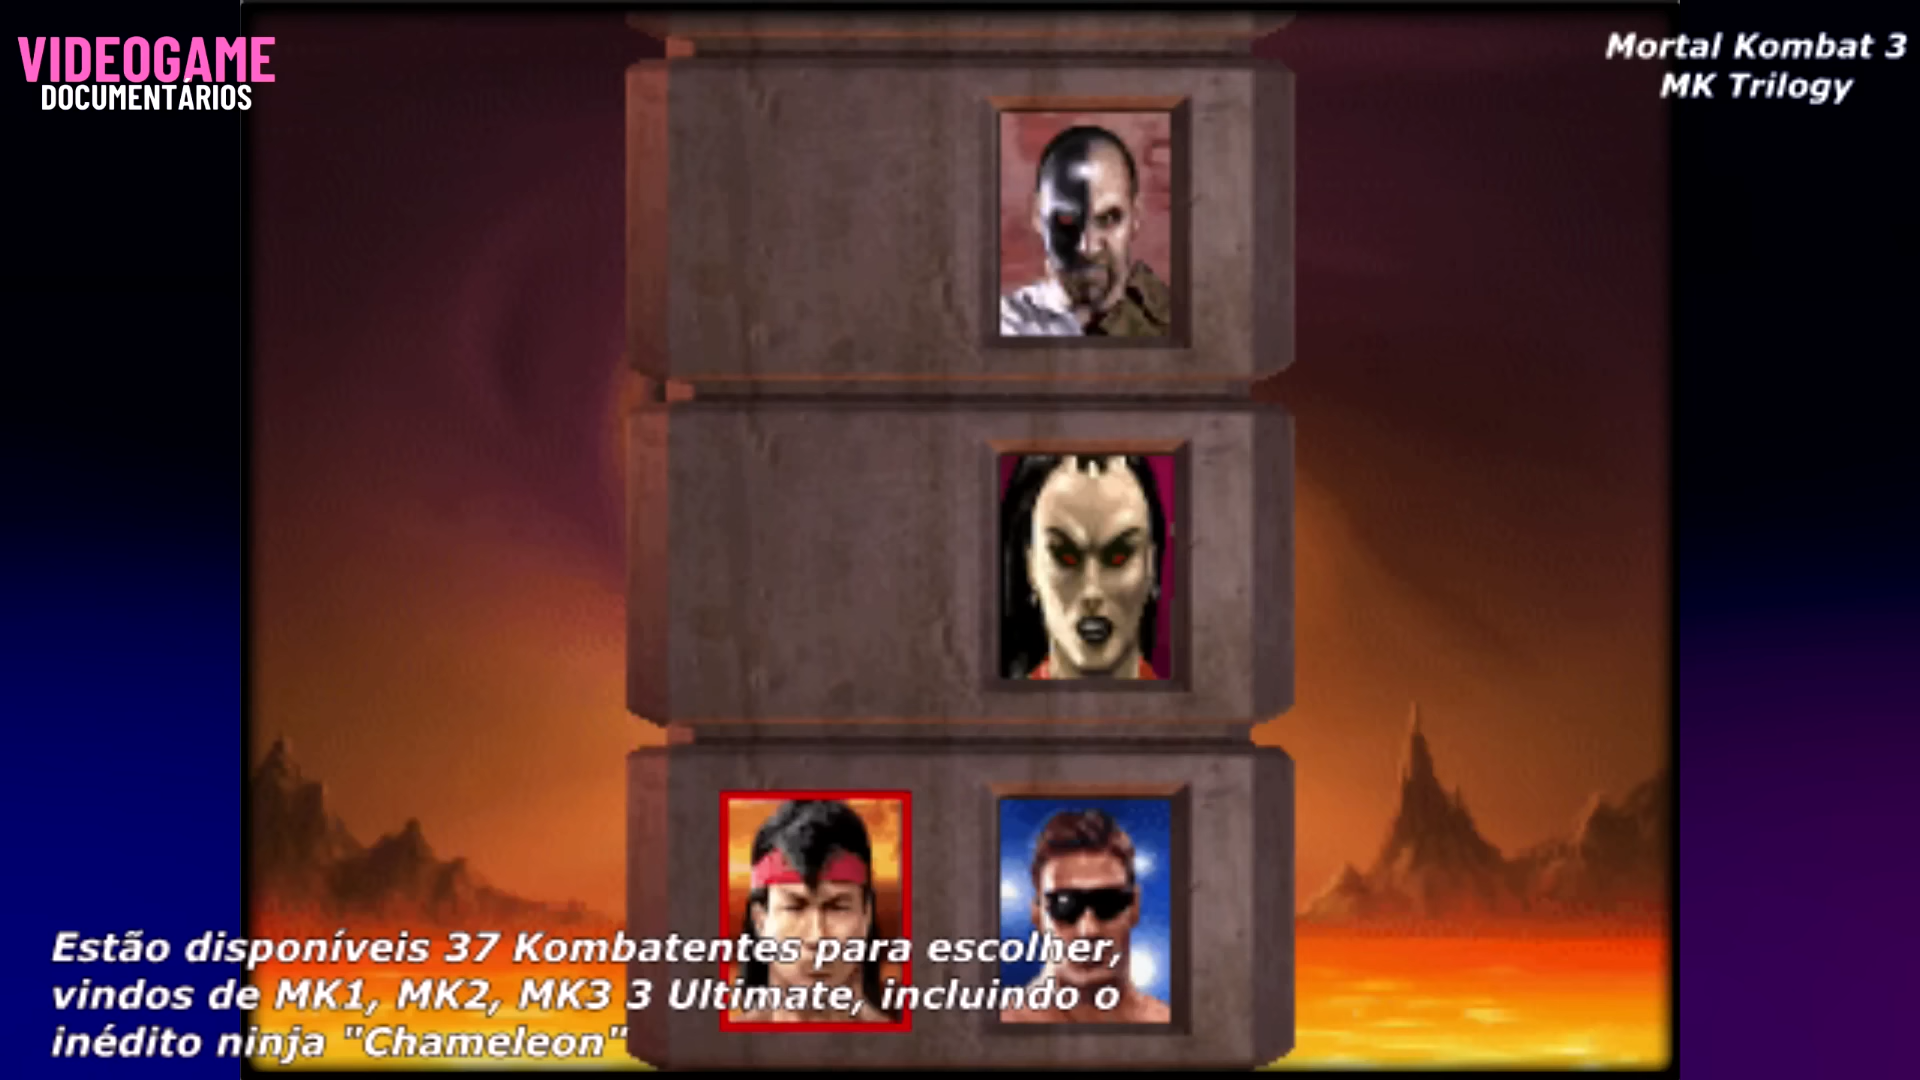 VIDEOGAME
DOCUMENTÁRIOS
Mortal Kombat 3
MK Trilogy
Estão disponíveis 37 Kombatentes para escolher,
vindos de MK1, MK2, MK3 3 Ultimate, incluindo o
inédito ninja "Chameleon"